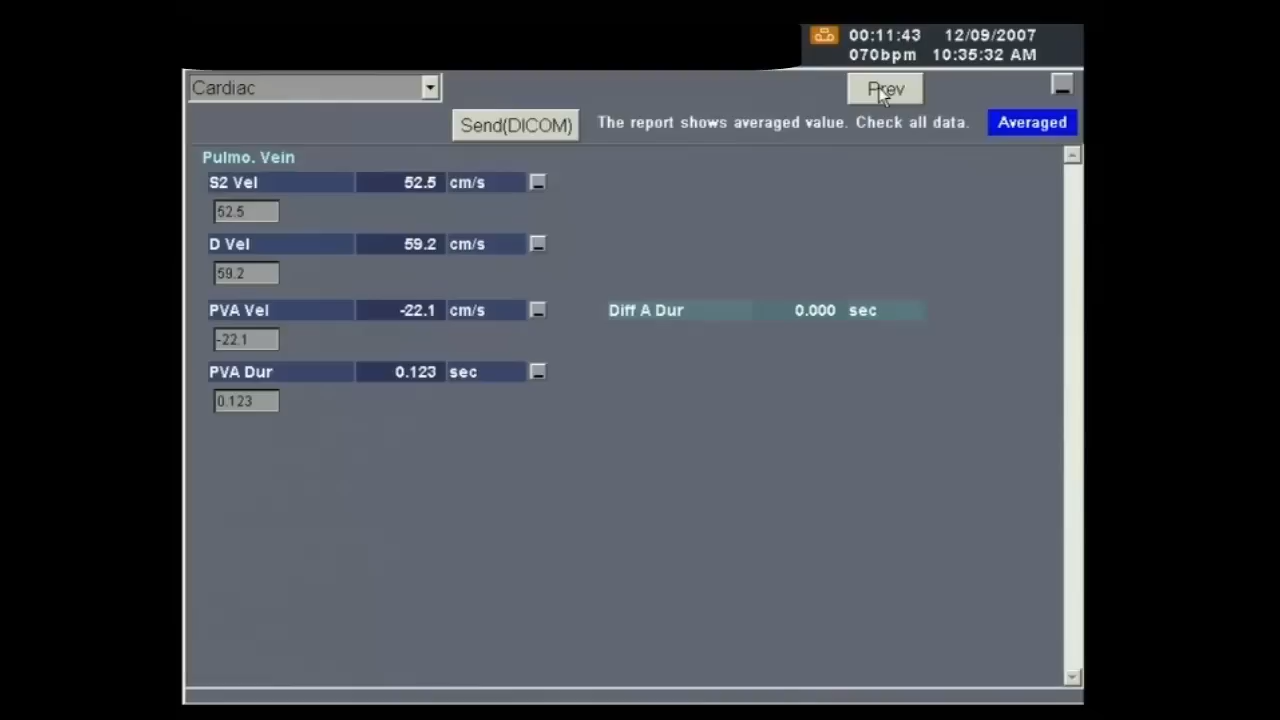 00:11:43 12/09/2007
070bpm 10:35:32 AM
Cardiac Prev
Send(DICOM) The report shows averaged value. Check all data. Averaged
Pulmo. Vein
S2 Vel 52.5 cm/s
52.5
D Vel 59.2 cm/s
59.2
PVA Vel -22.1 cm/s Diff A Dur 0.000 sec
-22.1
PVA Dur 0.123 sec
0.123